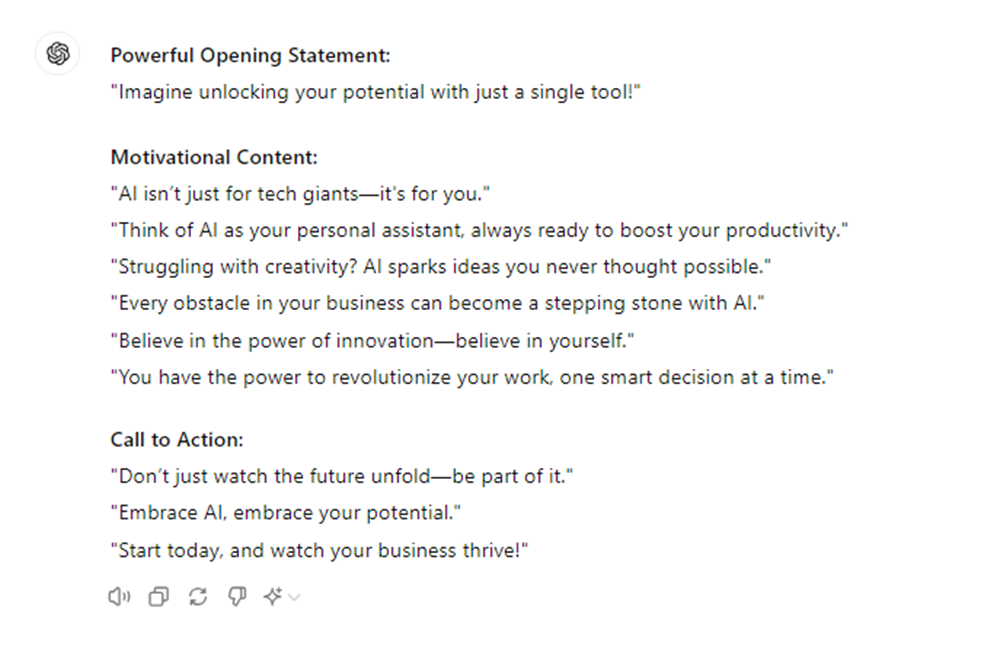 Powerful Opening Statement:
"Imagine unlocking your potential with just a single tool!"
Motivational Content:
"AI isn’t just for tech giants—it's for you."
"Think of AI as your personal assistant, always ready to boost your productivity."
"Struggling with creativity? AI sparks ideas you never thought possible."
"Every obstacle in your business can become a stepping stone with AI."
"Believe in the power of innovation—believe in yourself."
"You have the power to revolutionize your work, one smart decision at a time."
Call to Action:
"Don’t just watch the future unfold—be part of it."
"Embrace AI, embrace your potential."
"Start today, and watch your business thrive!"